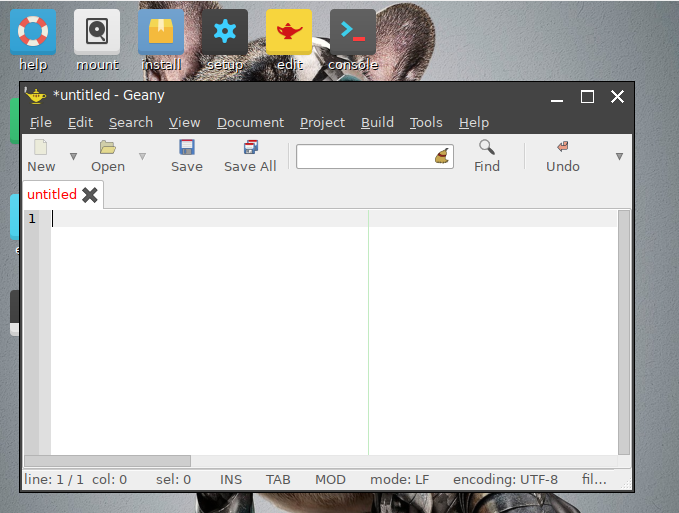 help mount install setup edit console
*untitled - Geany
File Edit Search View Document Project Build Tools Help
New Open Save Save All Find Undo
untitled
1
line: 1 / 1 col: 0 sel: 0 INS TAB MOD mode: LF encoding: UTF-8 fil...